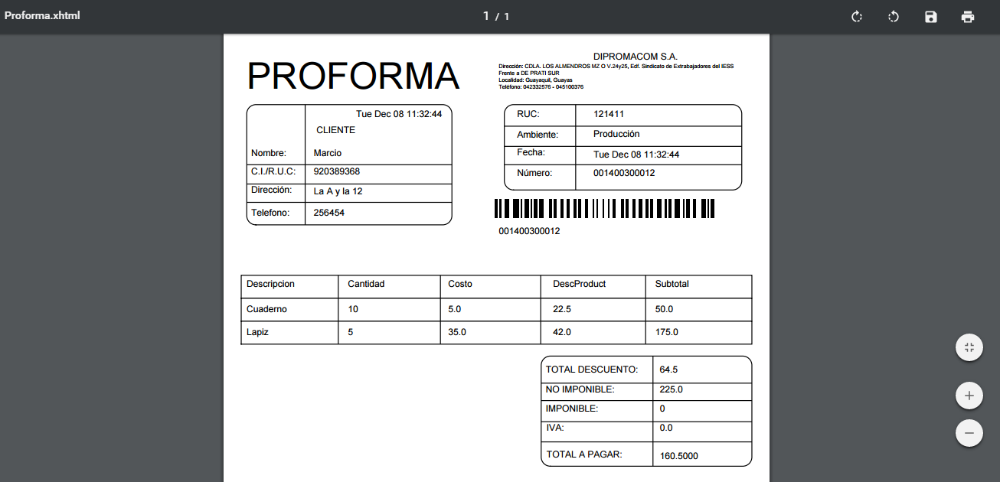 Proforma.xhtml
1 / 1
PROFORMA
DIPROMACOM S.A.
Dirección: CDLA. LOS ALMENDROS MZ O V.24y25, Edf. Sindicato de Extrabajadores del IESS
Frente a DE PRATI SUR
Localidad: Guayaquil, Guayas
Teléfono: 042332576 - 045100376
Tue Dec 08 11:32:44
CLIENTE
Nombre: Marcio
C.I./R.U.C: 920389368
Dirección: La A y la 12
Telefono: 256454
RUC: 121411
Ambiente: Producción
Fecha: Tue Dec 08 11:32:44
Número: 001400300012
001400300012
Descripcion Cantidad Costo DescProduct Subtotal
Cuaderno 10 5.0 22.5 50.0
Lapiz 5 35.0 42.0 175.0
TOTAL DESCUENTO: 64.5
NO IMPONIBLE: 225.0
IMPONIBLE: 0
IVA: 0.0
TOTAL A PAGAR: 160.5000